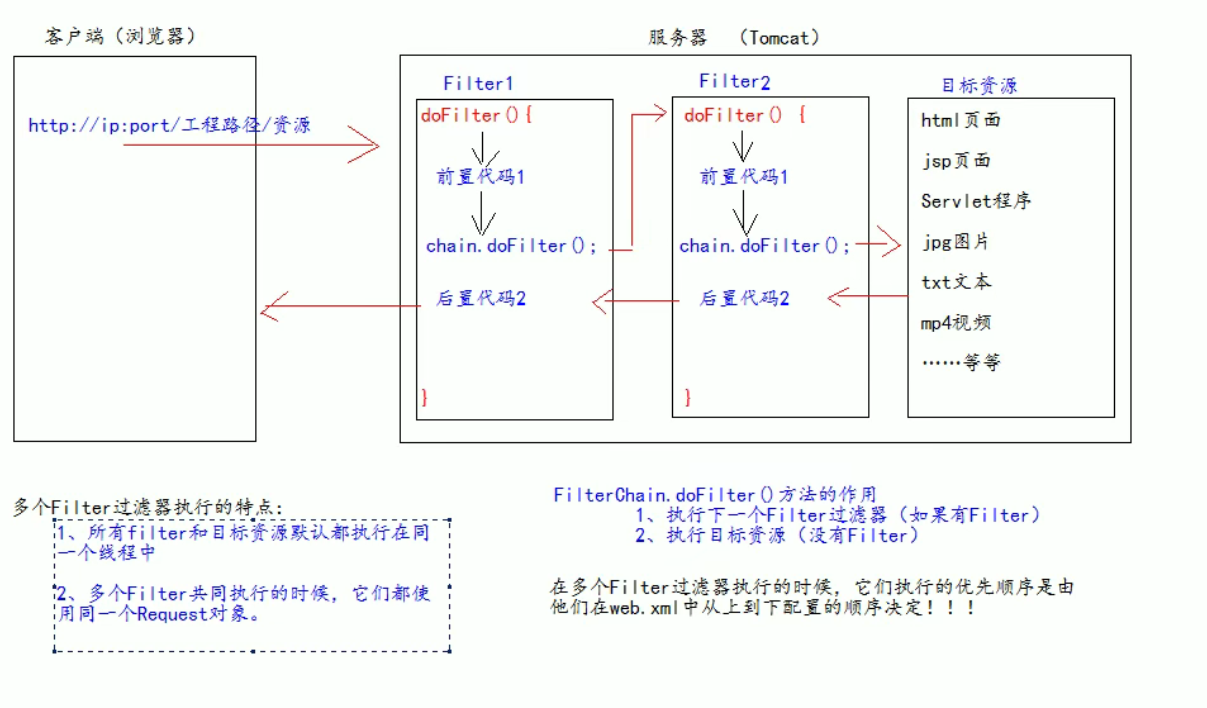 客户端（浏览器）
服务器 （Tomcat）
http://ip:port/工程路径/资源
Filter1
doFilter(){
前置代码1
chain.doFilter();
后置代码2
}
Filter2
doFilter() {
前置代码1
chain.doFilter();
后置代码2
}
目标资源
html页面
jsp页面
Servlet程序
jpg图片
txt文本
mp4视频
……等等
多个Filter过滤器执行的特点:
1、所有filter和目标资源默认都执行在同
一个线程中
2、多个Filter共同执行的时候，它们都使
用同一个Request对象。
FilterChain.doFilter()方法的作用
1、执行下一个Filter过滤器（如果有Filter）
2、执行目标资源（没有Filter）
在多个Filter过滤器执行的时候，它们执行的优先顺序是由
他们在web.xml中从上到下配置的顺序决定！！！